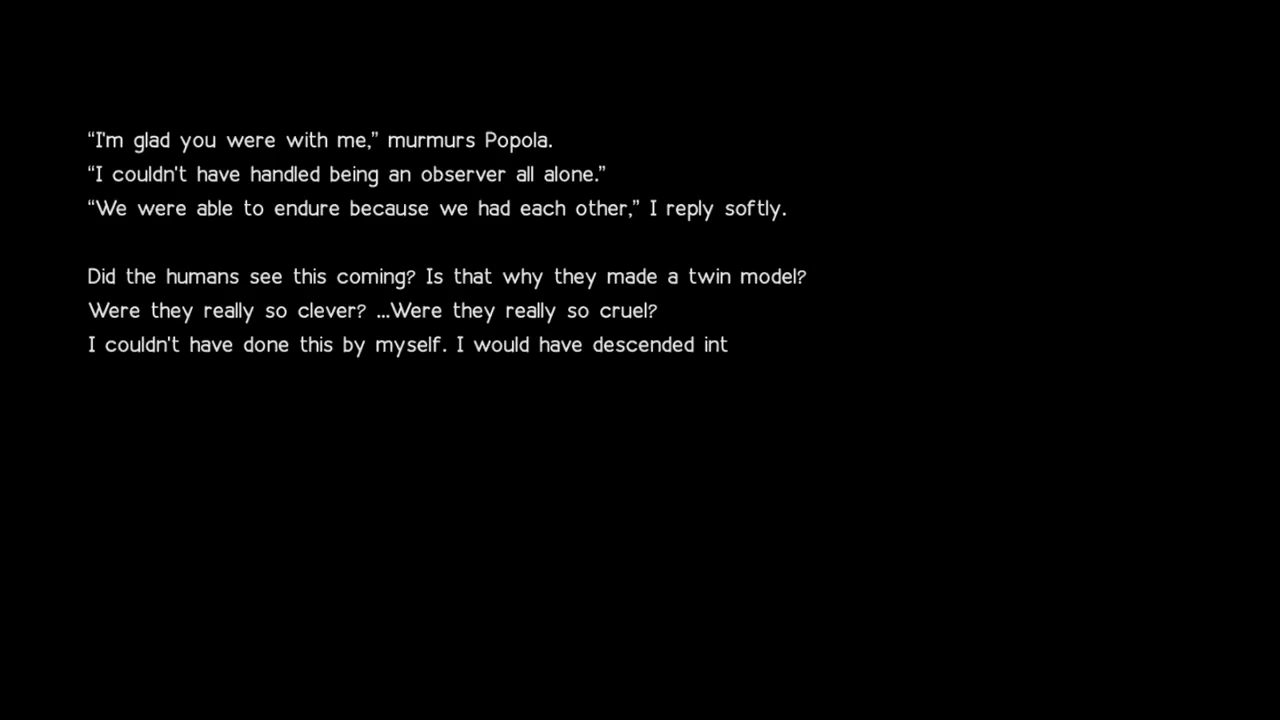 “I'm glad you were with me,” murmurs Popola.
“I couldn't have handled being an observer all alone.”
“We were able to endure because we had each other,” I reply softly.
Did the humans see this coming? Is that why they made a twin model?
Were they really so clever? ...Were they really so cruel?
I couldn't have done this by myself. I would have descended int